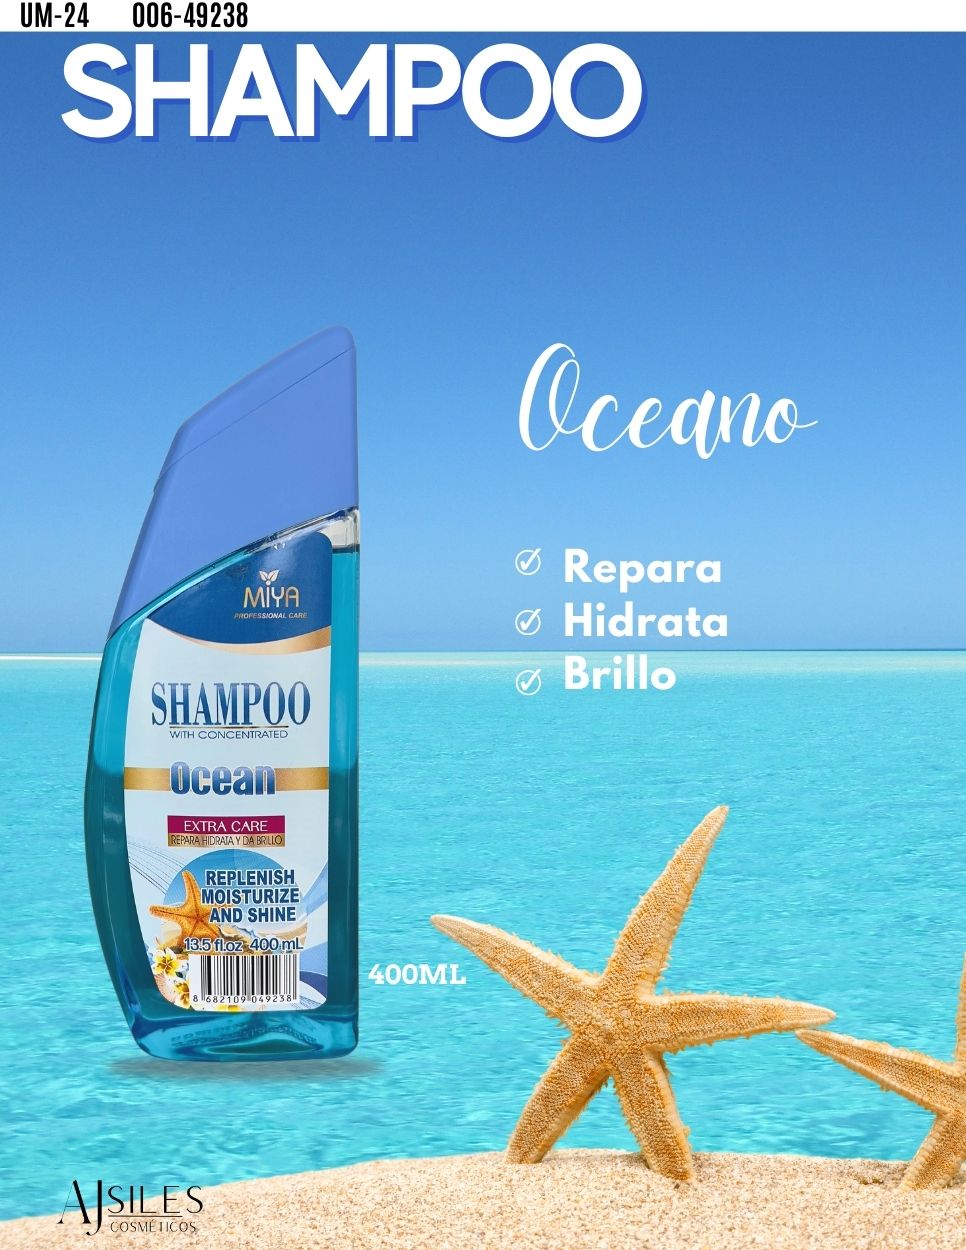 UM-24 006-49238
SHAMPOO
Oceano
Repara
Hidrata
Brillo
MIYA
PROFESSIONAL CARE
SHAMPOO
WITH CONCENTRATED
Ocean
EXTRA CARE
REPARA HIDRATA Y DA BRILLO
REPLENISH
MOISTURIZE
AND SHINE
13.5 fl.oz 400 mL
8 682109 049238
400ML
AJSILES
COSMÉTICOS